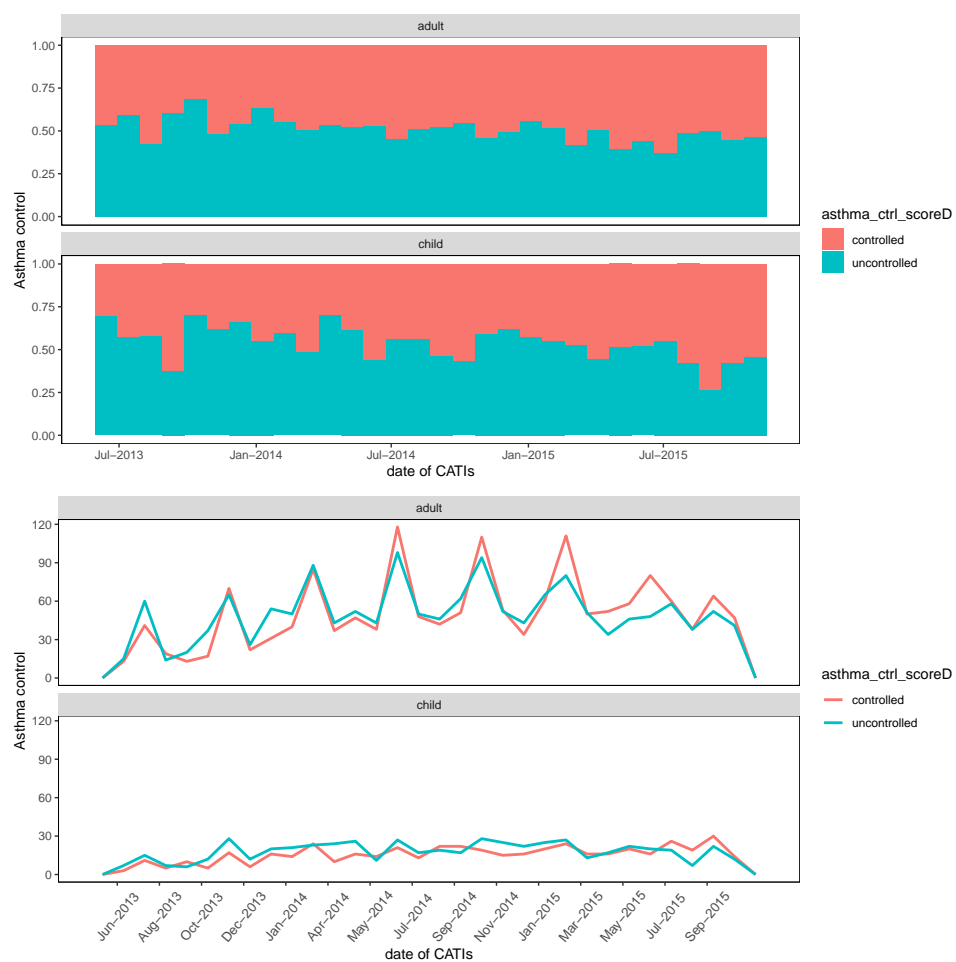 adult
1.00
0.75
0.50
0.25
0.00
child
1.00
0.75
0.50
0.25
0.00
Asthma control
Jul−2013
Jan−2014
Jul−2014
Jan−2015
Jul−2015
date of CATIs
asthma_ctrl_scoreD
controlled
uncontrolled
adult
120
90
60
30
0
child
120
90
60
30
0
Asthma control
Jun−2013
Aug−2013
Oct−2013
Dec−2013
Jan−2014
Apr−2014
May−2014
Jul−2014
Sep−2014
Nov−2014
Jan−2015
Mar−2015
May−2015
Jul−2015
Sep−2015
date of CATIs
asthma_ctrl_scoreD
controlled
uncontrolled